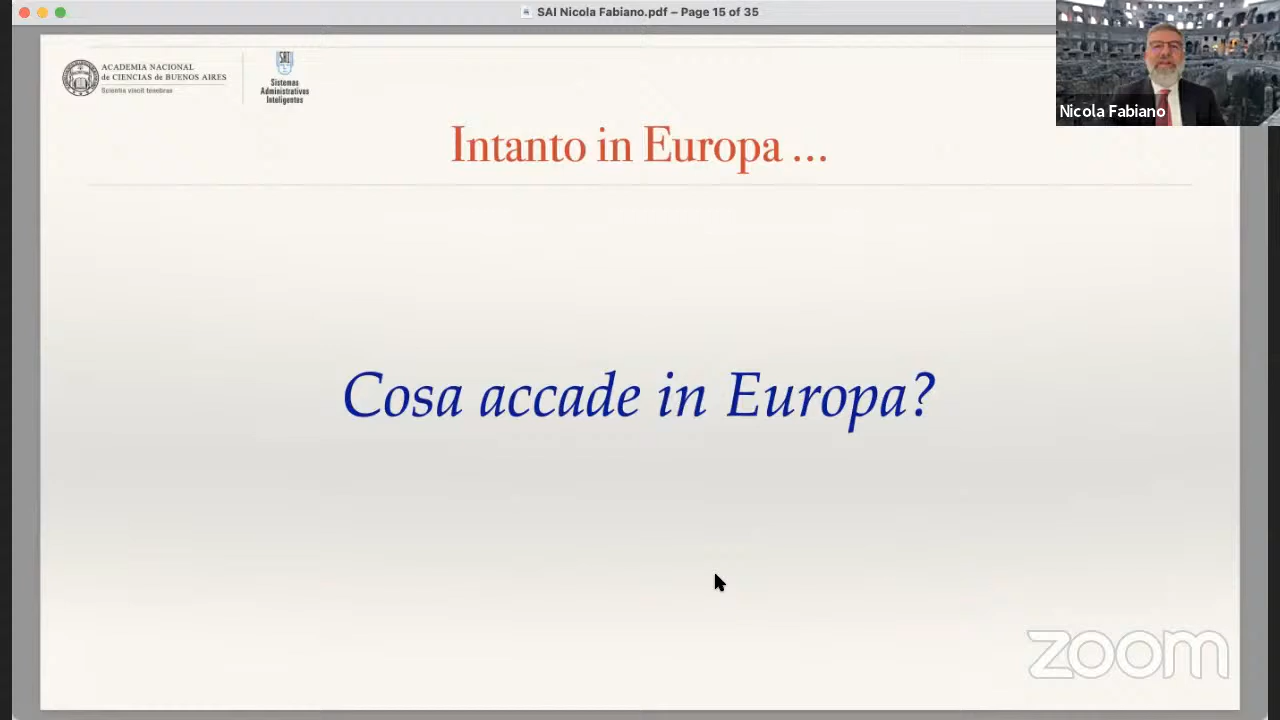 SAI Nicola Fabiano.pdf – Page 15 of 35
ACADEMIA NACIONAL
de CIENCIAS de BUENOS AIRES
Scientia vincit tenebras
SAI
Sistemas
Administrativos
Inteligentes
Nicola Fabiano
Intanto in Europa ...
Cosa accade in Europa?
zoom